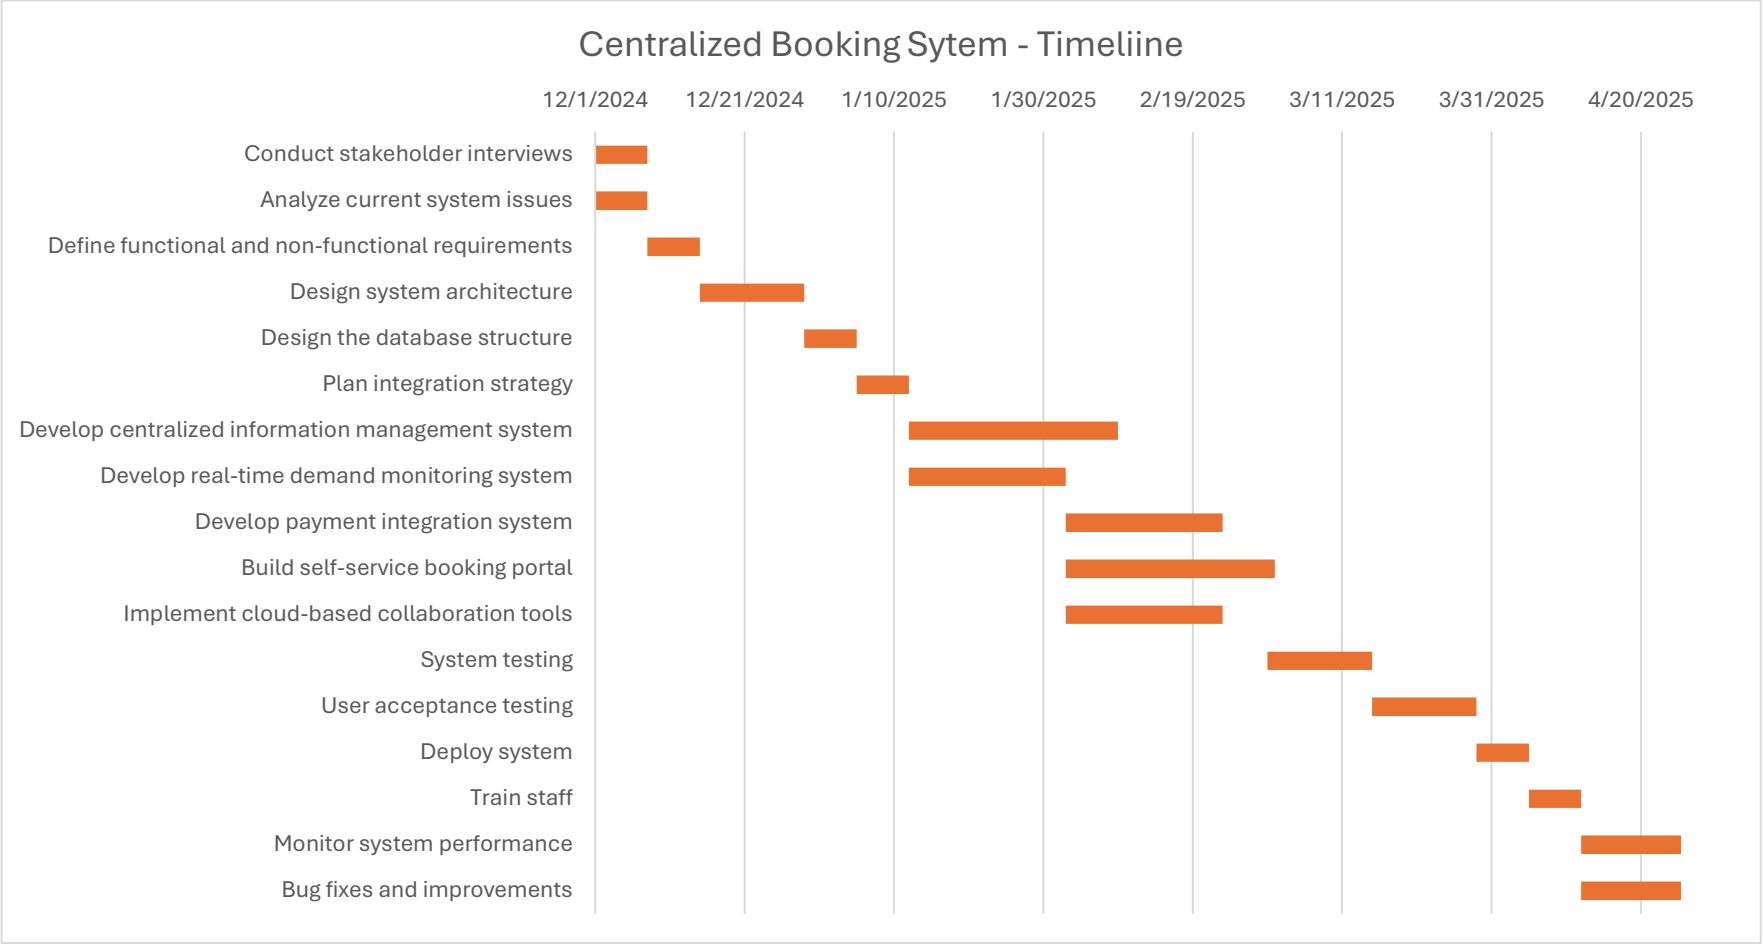 Centralized Booking Sytem - Timeliine
12/1/2024 12/21/2024 1/10/2025 1/30/2025 2/19/2025 3/11/2025 3/31/2025 4/20/2025
Conduct stakeholder interviews
Analyze current system issues
Define functional and non-functional requirements
Design system architecture
Design the database structure
Plan integration strategy
Develop centralized information management system
Develop real-time demand monitoring system
Develop payment integration system
Build self-service booking portal
Implement cloud-based collaboration tools
System testing
User acceptance testing
Deploy system
Train staff
Monitor system performance
Bug fixes and improvements